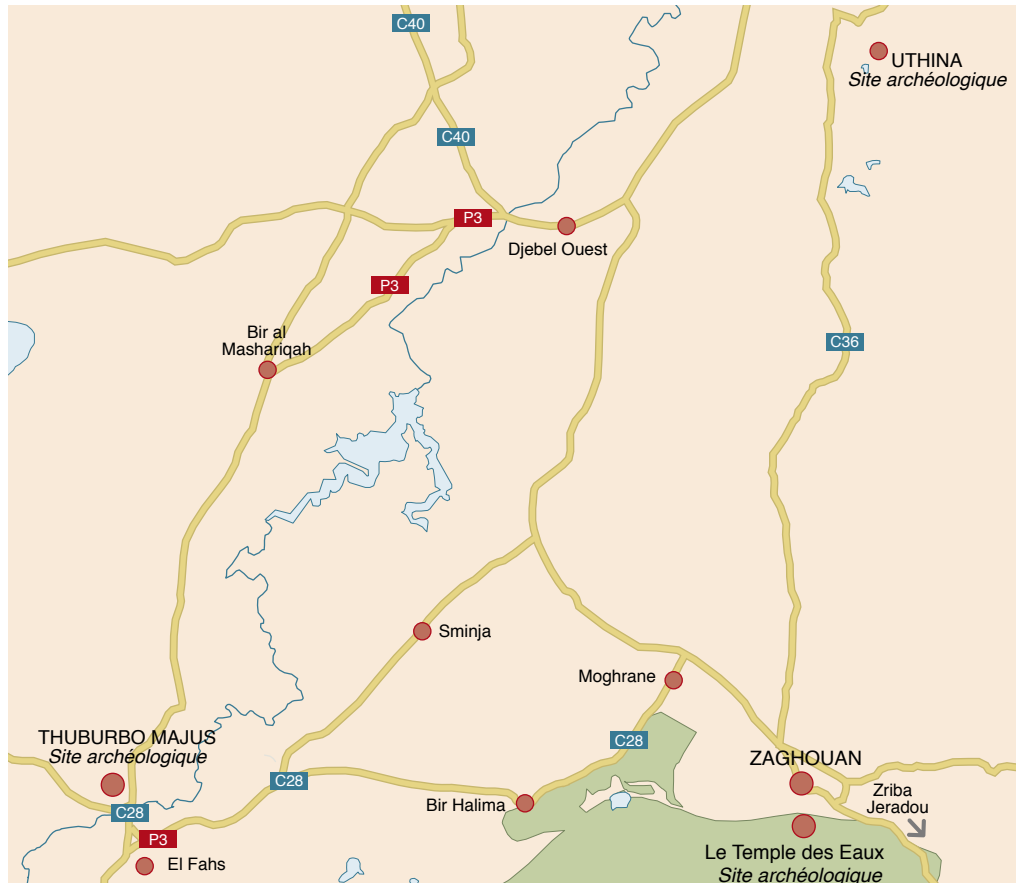 C40
UTHINA
Site archéologique
C40
P3
Djebel Ouest
P3
Bir al
Mashariqah
C36
Sminja
Moghrane
THUBURBO MAJUS
Site archéologique
C28
ZAGHOUAN
C28
Zriba
Jeradou
Bir Halima
C28
P3
El Fahs
Le Temple des Eaux
Site archéologique